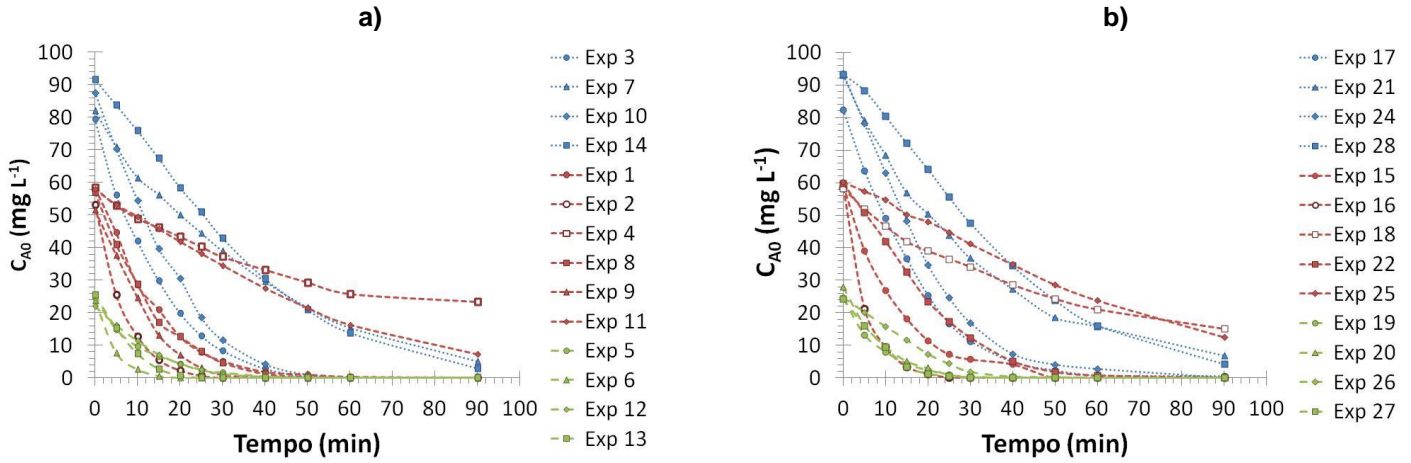 a)
100
90
80
70
60
50
40
30
20
10
0
C_A0 (mg L^-1)
0 10 20 30 40 50 60 70 80 90 100
Tempo (min)
Exp 3
Exp 7
Exp 10
Exp 14
Exp 1
Exp 2
Exp 4
Exp 8
Exp 9
Exp 11
Exp 5
Exp 6
Exp 12
Exp 13
b)
100
90
80
70
60
50
40
30
20
10
0
C_A0 (mg L^-1)
0 10 20 30 40 50 60 70 80 90 100
Tempo (min)
Exp 17
Exp 21
Exp 24
Exp 28
Exp 15
Exp 16
Exp 18
Exp 22
Exp 25
Exp 19
Exp 20
Exp 26
Exp 27